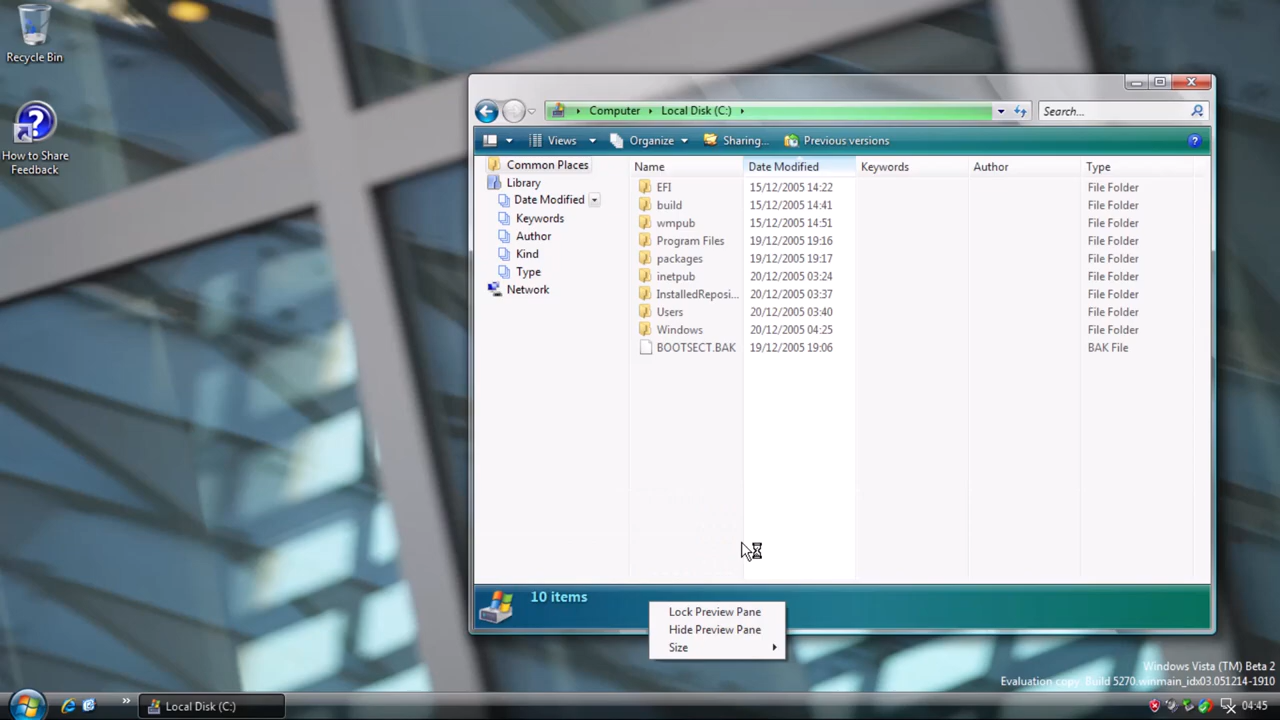 Recycle Bin
How to Share
Feedback
Computer Local Disk (C:)
Search...
Views Organize Sharing... Previous versions
Common Places
Library
Date Modified
Keywords
Author
Kind
Type
Network
Name Date Modified Keywords Author Type
EFI 15/12/2005 14:22 File Folder
build 15/12/2005 14:41 File Folder
wmpub 15/12/2005 14:51 File Folder
Program Files 19/12/2005 19:16 File Folder
packages 19/12/2005 19:17 File Folder
inetpub 20/12/2005 03:24 File Folder
InstalledReposi... 20/12/2005 03:37 File Folder
Users 20/12/2005 03:40 File Folder
Windows 20/12/2005 04:25 File Folder
BOOTSECT.BAK 19/12/2005 19:06 BAK File
10 items
Lock Preview Pane
Hide Preview Pane
Size
Windows Vista (TM) Beta 2
Evaluation copy. Build 5270.winmain_idx03.051214-1910
Local Disk (C:)
04:45